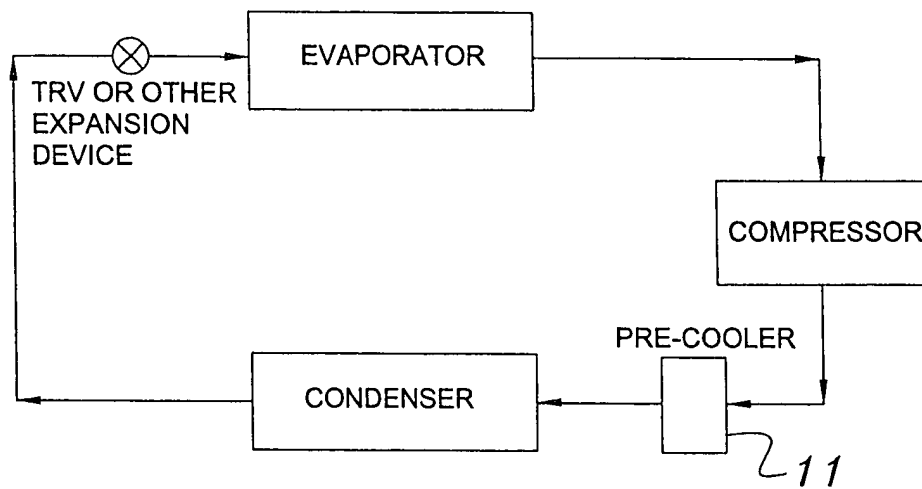 EVAPORATOR
TRV OR OTHER
EXPANSION
DEVICE
COMPRESSOR
PRE-COOLER
CONDENSER
11